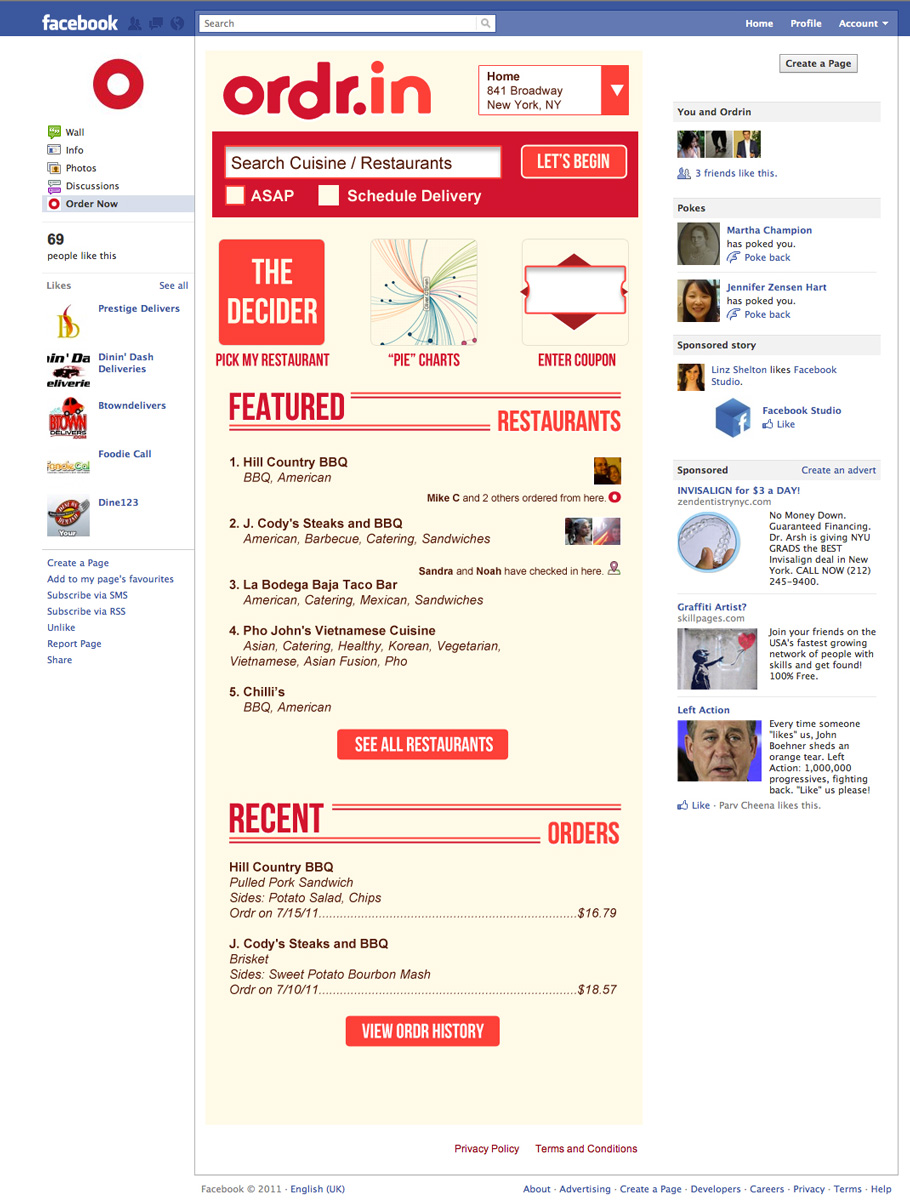 facebook
Search
Home
Profile
Account
Wall
Info
Photos
Discussions
Order Now
69
people like this
Likes
See all
Prestige Delivers
Dinin' Dash
Deliveries
Btowndelivers
BTOWN
DELIVERS
Foodie Call
Dine123
Your
Create a Page
Add to my page's favourites
Subscribe via SMS
Subscribe via RSS
Unlike
Report Page
Share
ordr.in
Home
841 Broadway
New York, NY
Search Cuisine / Restaurants
LET'S BEGIN
ASAP
Schedule Delivery
THE
DECIDER
PICK MY RESTAURANT
“PIE” CHARTS
ENTER COUPON
FEATURED
RESTAURANTS
1. Hill Country BBQ
BBQ, American
Mike C and 2 others ordered from here.
2. J. Cody's Steaks and BBQ
American, Barbecue, Catering, Sandwiches
Sandra and Noah have checked in here.
3. La Bodega Baja Taco Bar
American, Catering, Mexican, Sandwiches
4. Pho John's Vietnamese Cuisine
Asian, Catering, Healthy, Korean, Vegetarian,
Vietnamese, Asian Fusion, Pho
5. Chilli's
BBQ, American
SEE ALL RESTAURANTS
RECENT
ORDERS
Hill Country BBQ
Pulled Pork Sandwich
Sides: Potato Salad, Chips
Ordr on 7/15/11........................................................................$16.79
J. Cody's Steaks and BBQ
Brisket
Sides: Sweet Potato Bourbon Mash
Ordr on 7/10/11........................................................................$18.57
VIEW ORDR HISTORY
Privacy Policy
Terms and Conditions
Create a Page
You and Ordrin
3 friends like this.
Pokes
Martha Champion
has poked you.
Poke back
Jennifer Zensen Hart
has poked you.
Poke back
Sponsored story
Linz Shelton likes Facebook
Studio.
Facebook Studio
Like
Sponsored
Create an advert
INVISALIGN for $3 a DAY!
zendentistrynyc.com
No Money Down.
Guaranteed Financing.
Dr. Arsh is giving NYU
GRADS the BEST
Invisalign deal in New
York. CALL NOW (212)
245-9400.
Graffiti Artist?
skillpages.com
Join your friends on the
USA's fastest growing
network of people with
skills and get found!
100% Free.
Left Action
Every time someone
"likes" us, John
Boehner sheds an
orange tear. Left
Action: 1,000,000
progressives, fighting
back. "Like" us please!
Like · Parv Cheena likes this.
Facebook © 2011 · English (UK)
About · Advertising · Create a Page · Developers · Careers · Privacy · Terms · Help